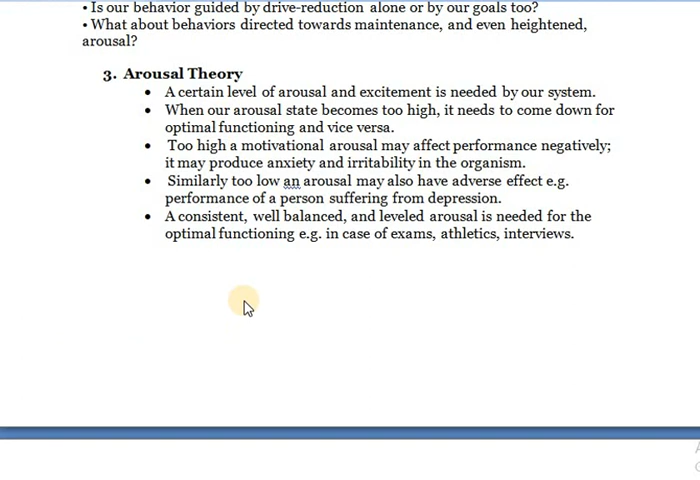 • Is our behavior guided by drive-reduction alone or by our goals too?
• What about behaviors directed towards maintenance, and even heightened,
arousal?
3. Arousal Theory
• A certain level of arousal and excitement is needed by our system.
• When our arousal state becomes too high, it needs to come down for
optimal functioning and vice versa.
• Too high a motivational arousal may affect performance negatively;
it may produce anxiety and irritability in the organism.
• Similarly too low an arousal may also have adverse effect e.g.
performance of a person suffering from depression.
• A consistent, well balanced, and leveled arousal is needed for the
optimal functioning e.g. in case of exams, athletics, interviews.